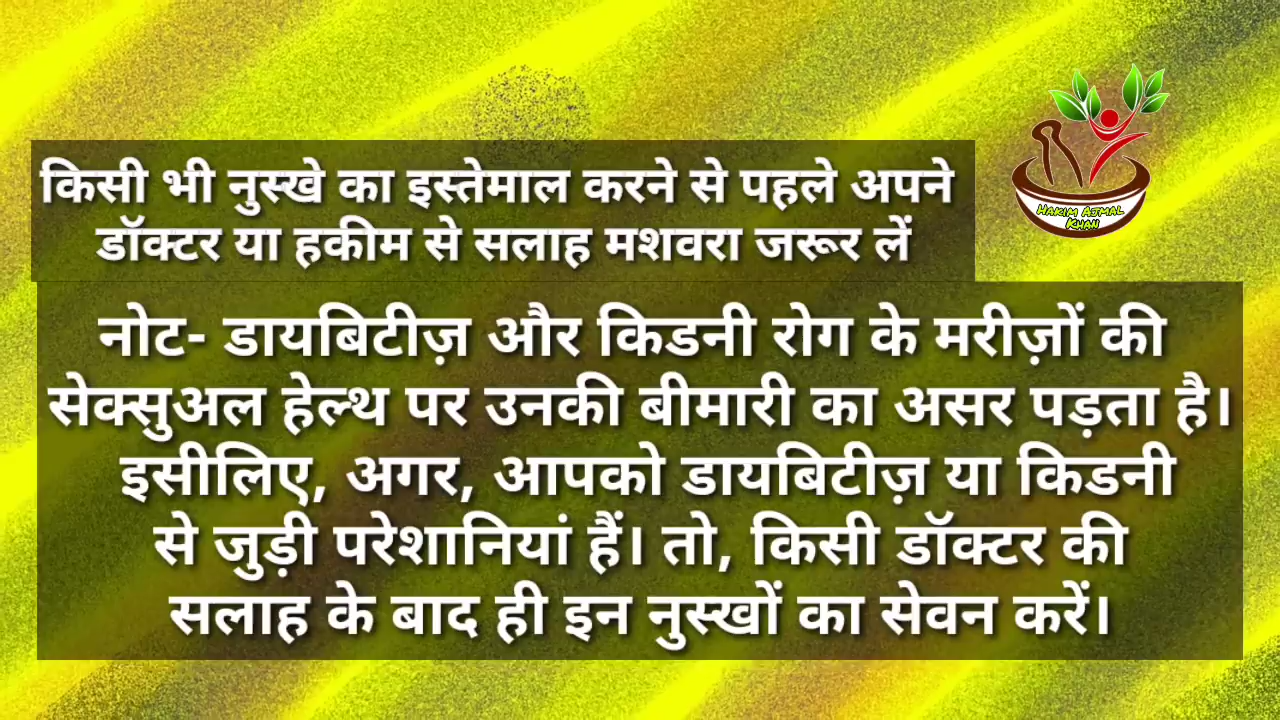 किसी भी नुस्खे का इस्तेमाल करने से पहले अपने
डॉक्टर या हकीम से सलाह मशवरा जरूर लें
HAKIM AJMAL
KHAN
नोट- डायबिटीज़ और किडनी रोग के मरीज़ों की
सेक्सुअल हेल्थ पर उनकी बीमारी का असर पड़ता है।
इसीलिए, अगर, आपको डायबिटीज़ या किडनी
से जुड़ी परेशानियां हैं। तो, किसी डॉक्टर की
सलाह के बाद ही इन नुस्खों का सेवन करें।